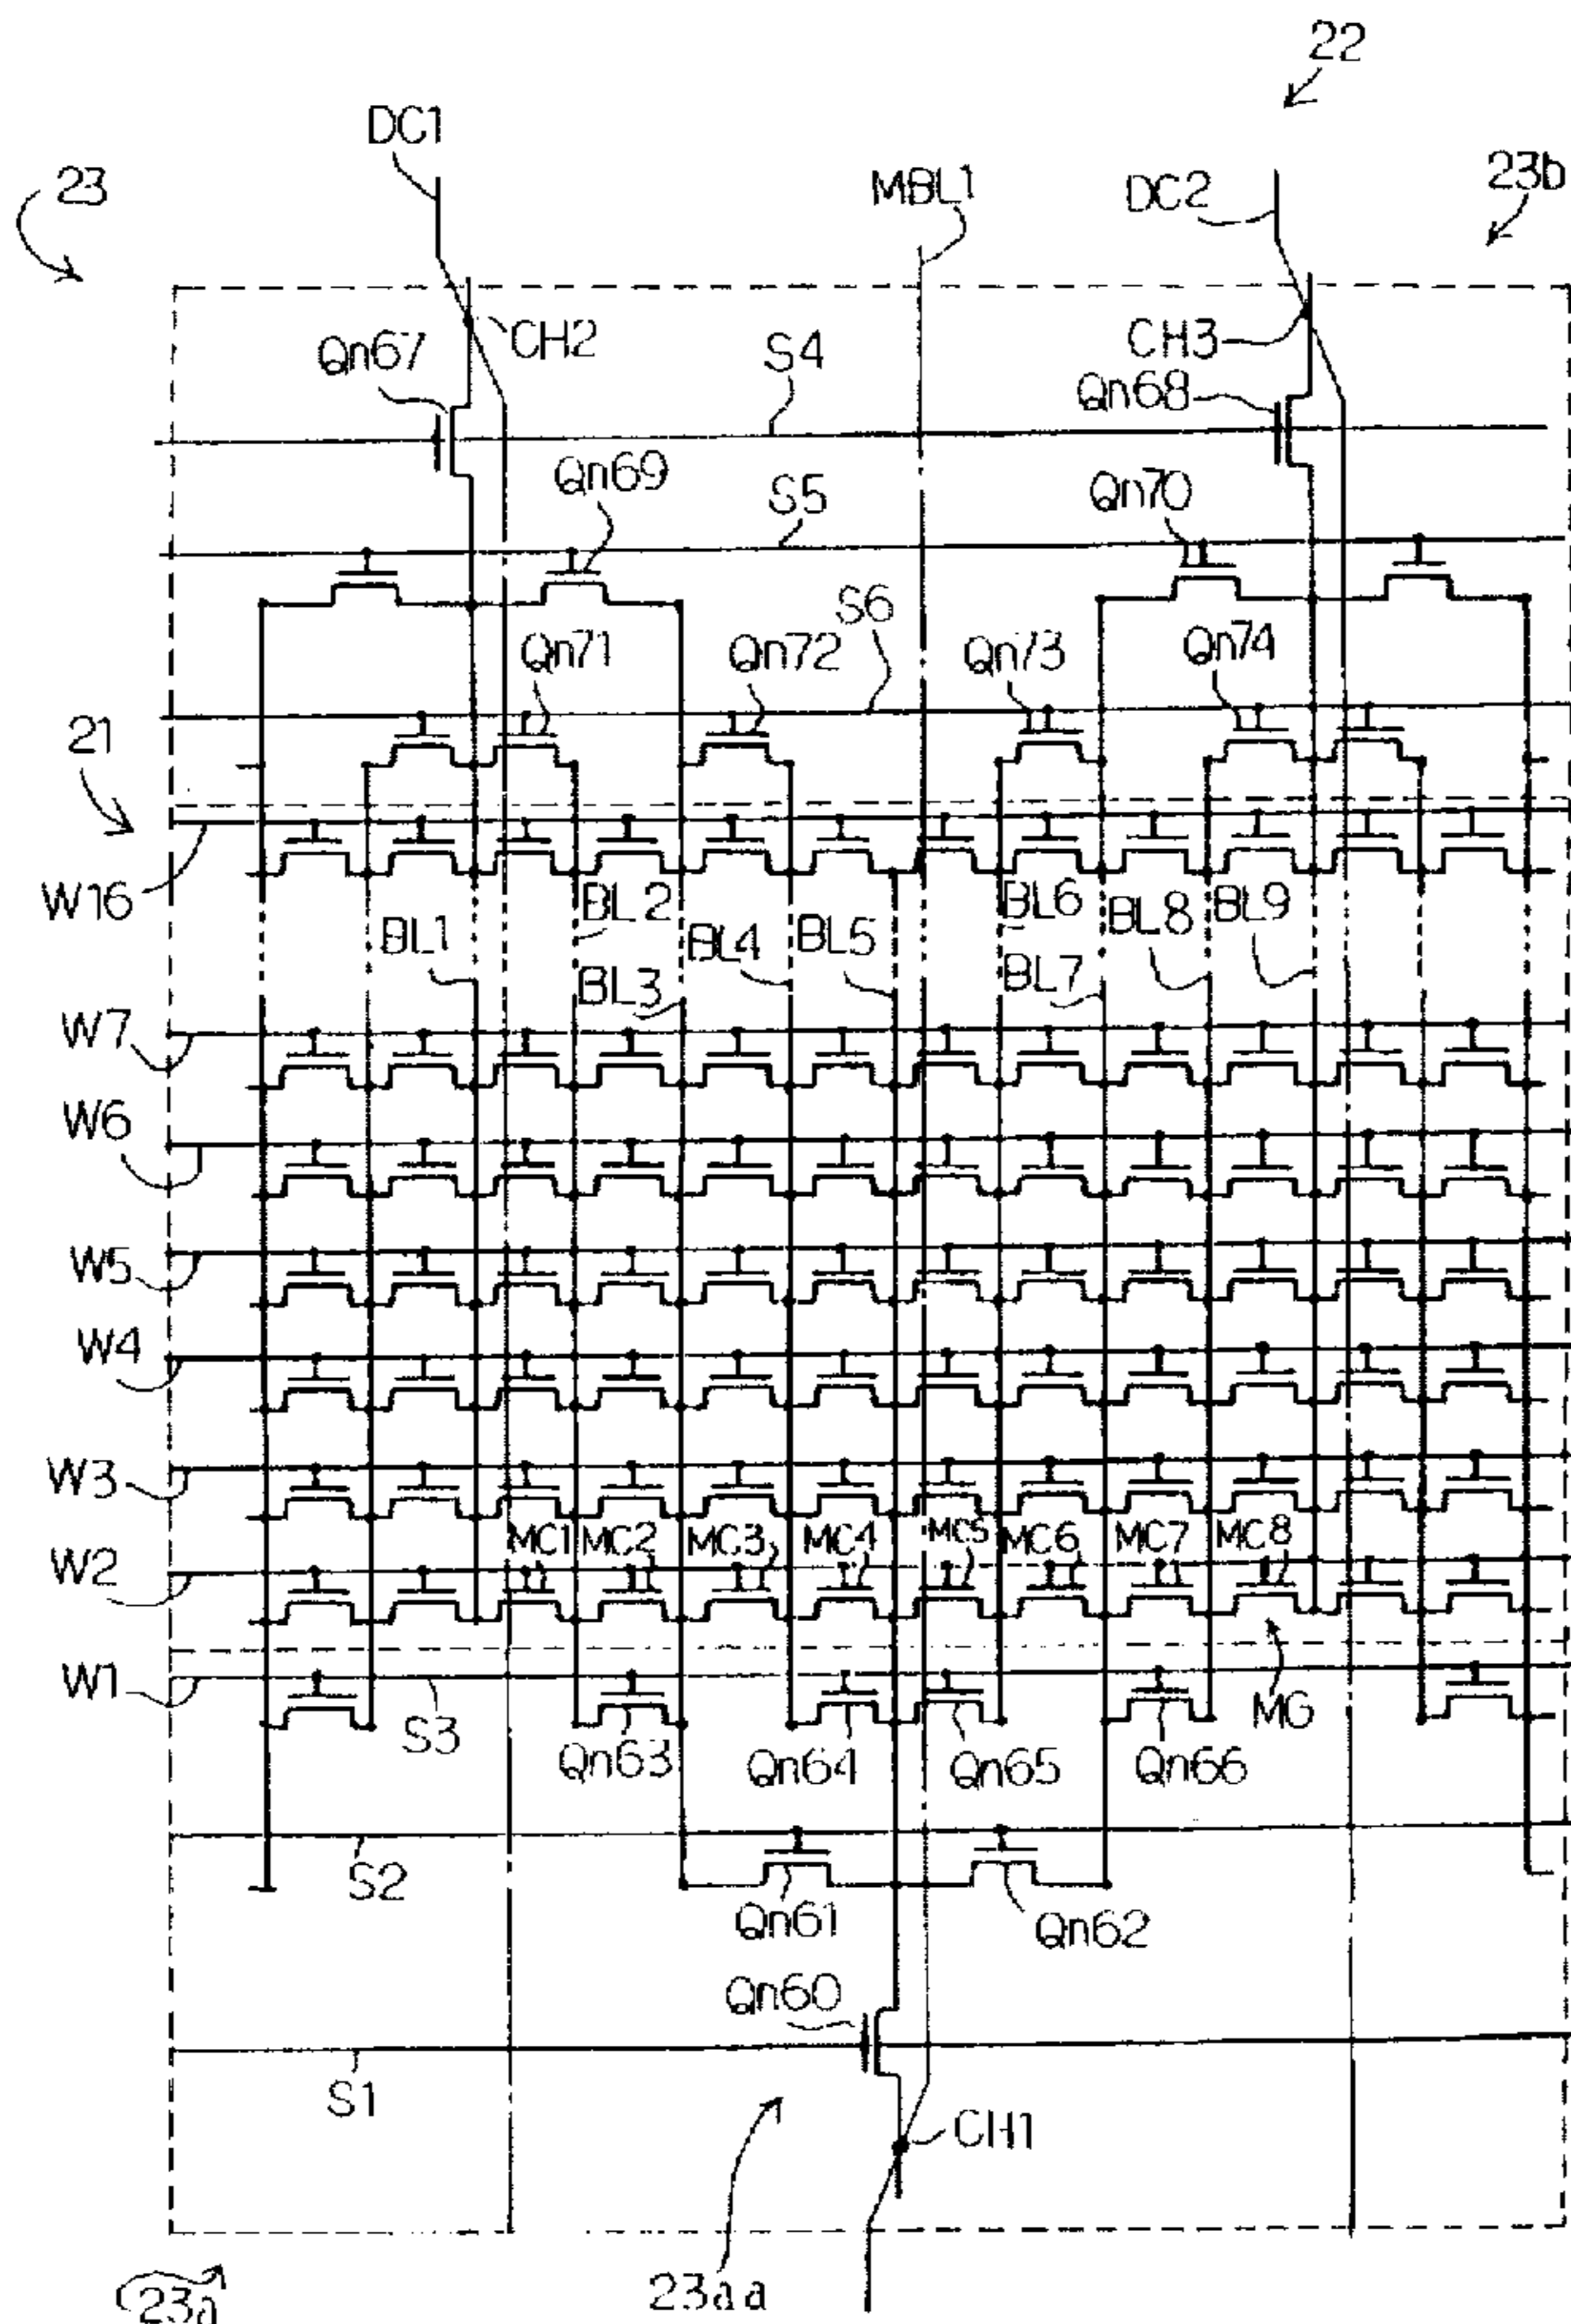 22
DC1
23
MBL1
DC2
23b
CH2
CH3
Qn67
S4
Qn68
Qn69
S5
Qn70
S6
Qn71
Qn72
Qn73
Qn74
21
W16
BL1
BL2
BL3
BL4
BL5
BL6
BL7
BL8
BL9
W7
W6
W5
W4
W3
MC1
MC2
MC3
MC4
MC5
MC6
MC7
MC8
W2
W1
S3
Qn63
Qn64
Qn65
Qn66
MG
S2
Qn61
Qn62
Qn60
S1
CH1
23a
23aa